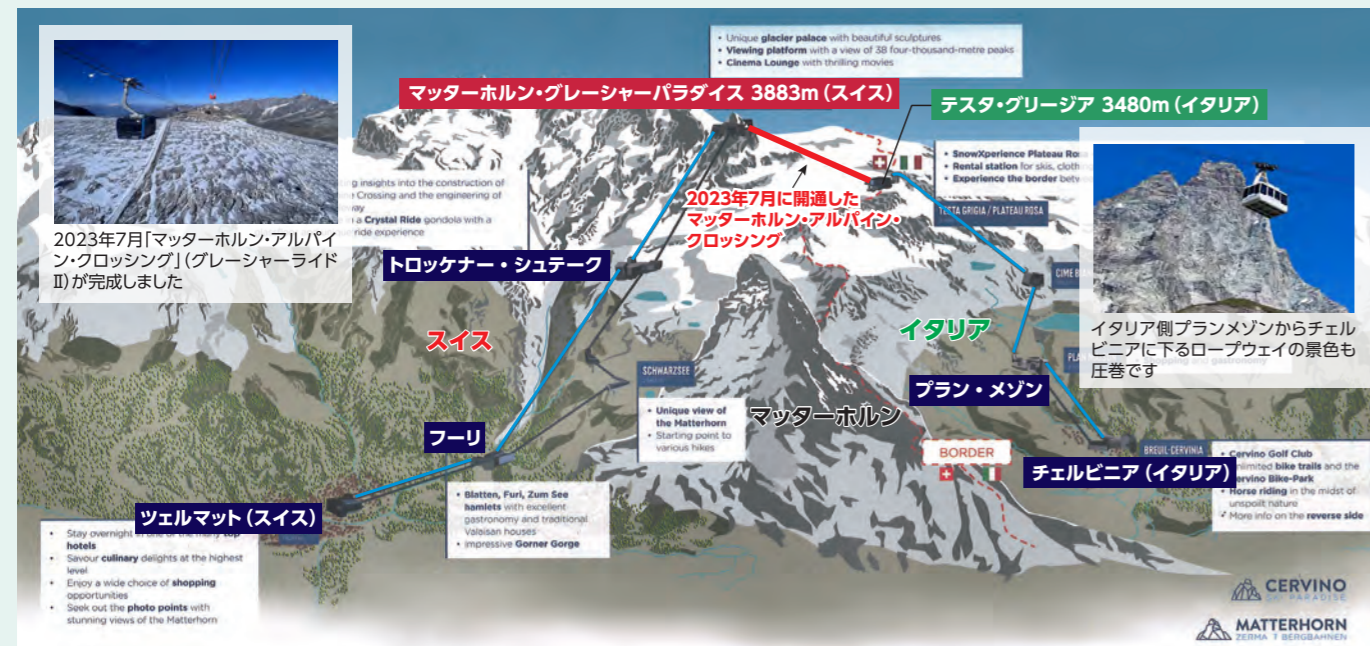 2023年7月「マッターホルン・アルパイ
ン・クロッシング」(グレーシャーライド
Ⅱ)が完成しました
• Unique glacier palace with beautiful sculptures
• Viewing platform with a view of 38 four-thousand-metre peaks
• Cinema Lounge with thrilling movies
マッターホルン・グレーシャーパラダイス 3883m（スイス）
テスタ・グリージア 3480m（イタリア）
insights into the construction of
Crossing and the engineering of
a Crystal Ride gondola with a
ride experience
2023年7月に開通した
マッターホルン・アルパイン・
クロッシング
• SnowXperience Plateau
• Rental station for skis,
• Experience the border
TESTA GRIGIA / PLATEAU ROSA
イタリア側プランメゾンからチェル
ビニアに下るロープウェイの景色も
圧巻です
トロッケナー・シュテーク
CIME
スイス
イタリア
SCHWARZSEE
• Unique view of
the Matterhorn
• Starting point to
various hikes
マッターホルン
PLAN
プラン・メゾン
フーリ
BORDER
BREUIL-CERVINIA
チェルビニア（イタリア）
• Cervino Golf Club
bike trails and the
Bike-Park
• Horse riding in the midst of
unspoilt nature
✓ More info on the reverse side
• Blatten, Furi, Zum See
hamlets with excellent
gastronomy and traditional
Valaisan houses
• Impressive Gorner Gorge
ツェルマット（スイス）
• Stay overnight in one of the many top
hotels
• Savour culinary delights at the highest
level
• Enjoy a wide choice of shopping
opportunities
• Seek out the photo points with
stunning views of the Matterhorn
CERVINO
SKI PARADISE
MATTERHORN
ZERMATT BERGBAHNEN